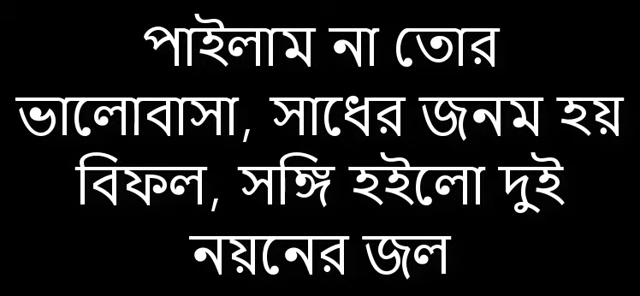 পাইলাম না তোর
ভালোবাসা, সাধের জনম হয়
বিফল, সঙ্গি হইলো দুই
নয়নের জল